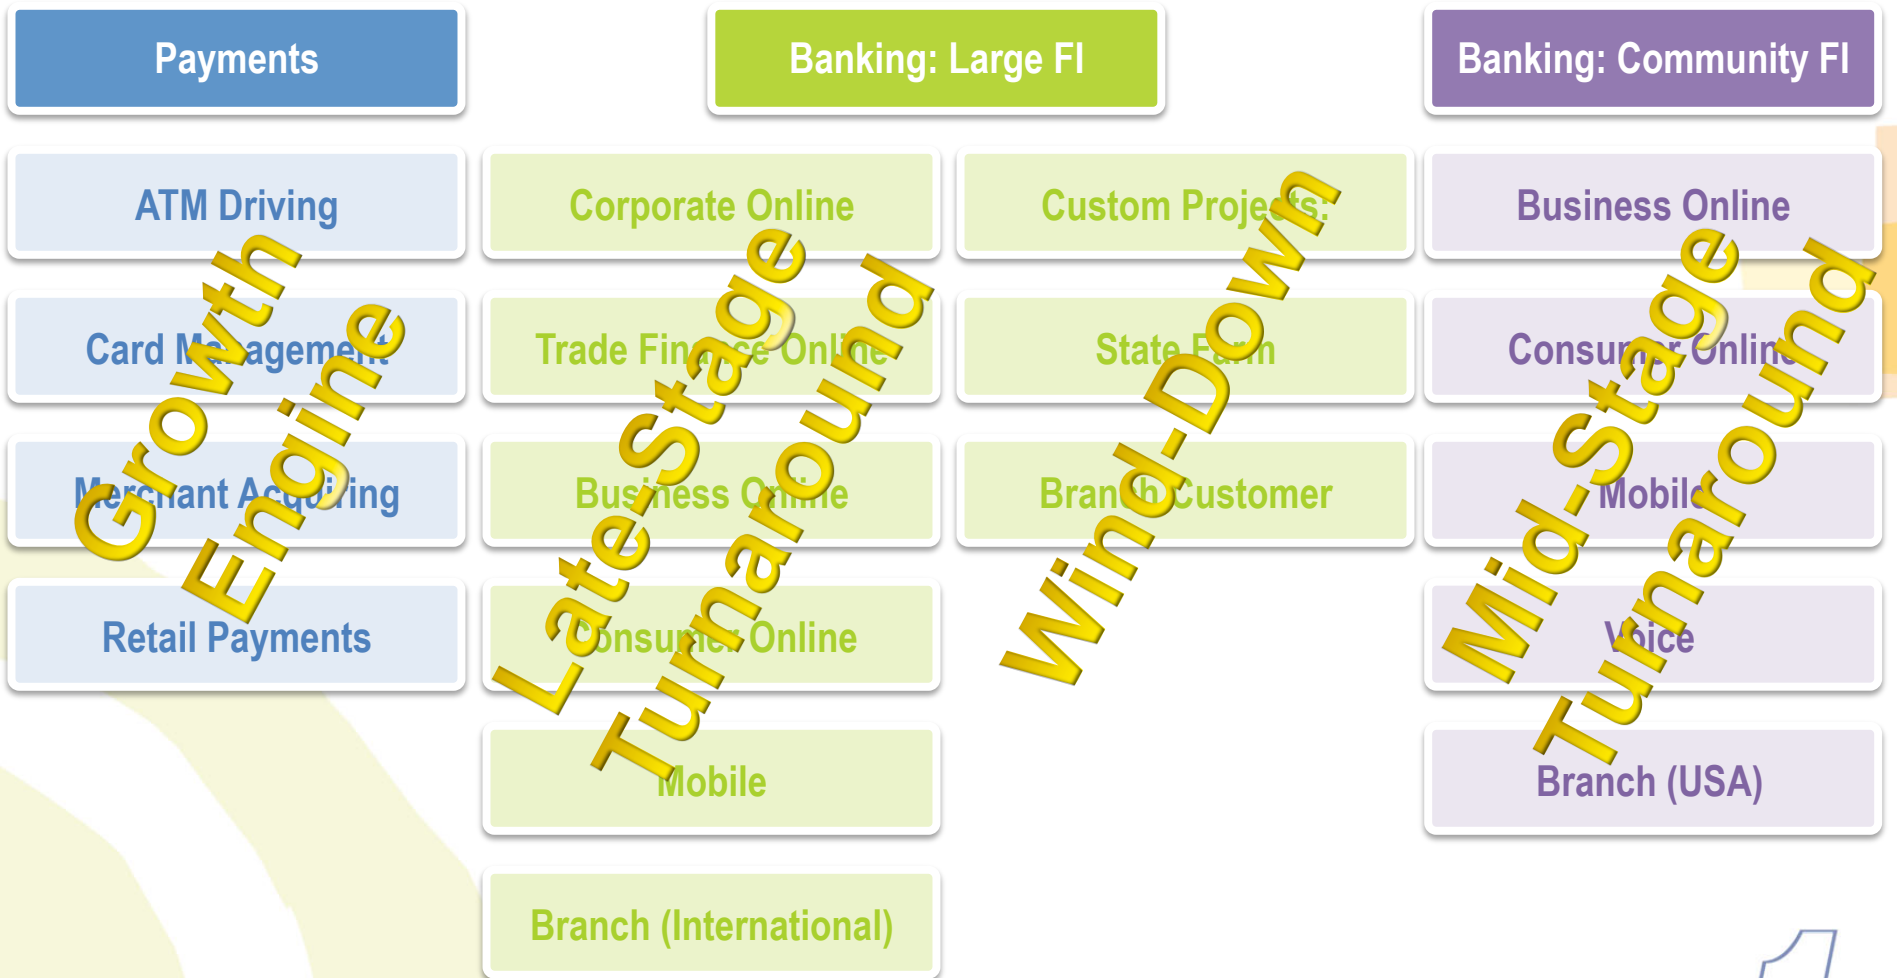 Payments
Banking: Large FI
Banking: Community FI
ATM Driving
Card Management
Merchant Acquiring
Retail Payments
Growth
Engine
Corporate Online
Trade Finance Online
Business Online
Consumer Online
Mobile
Branch (International)
Late-Stage
Turnaround
Custom Projects:
State Farm
Branch Customer
Wind-Down
Business Online
Consumer Online
Mobile
Voice
Branch (USA)
Mid-Stage
Turnaround
1